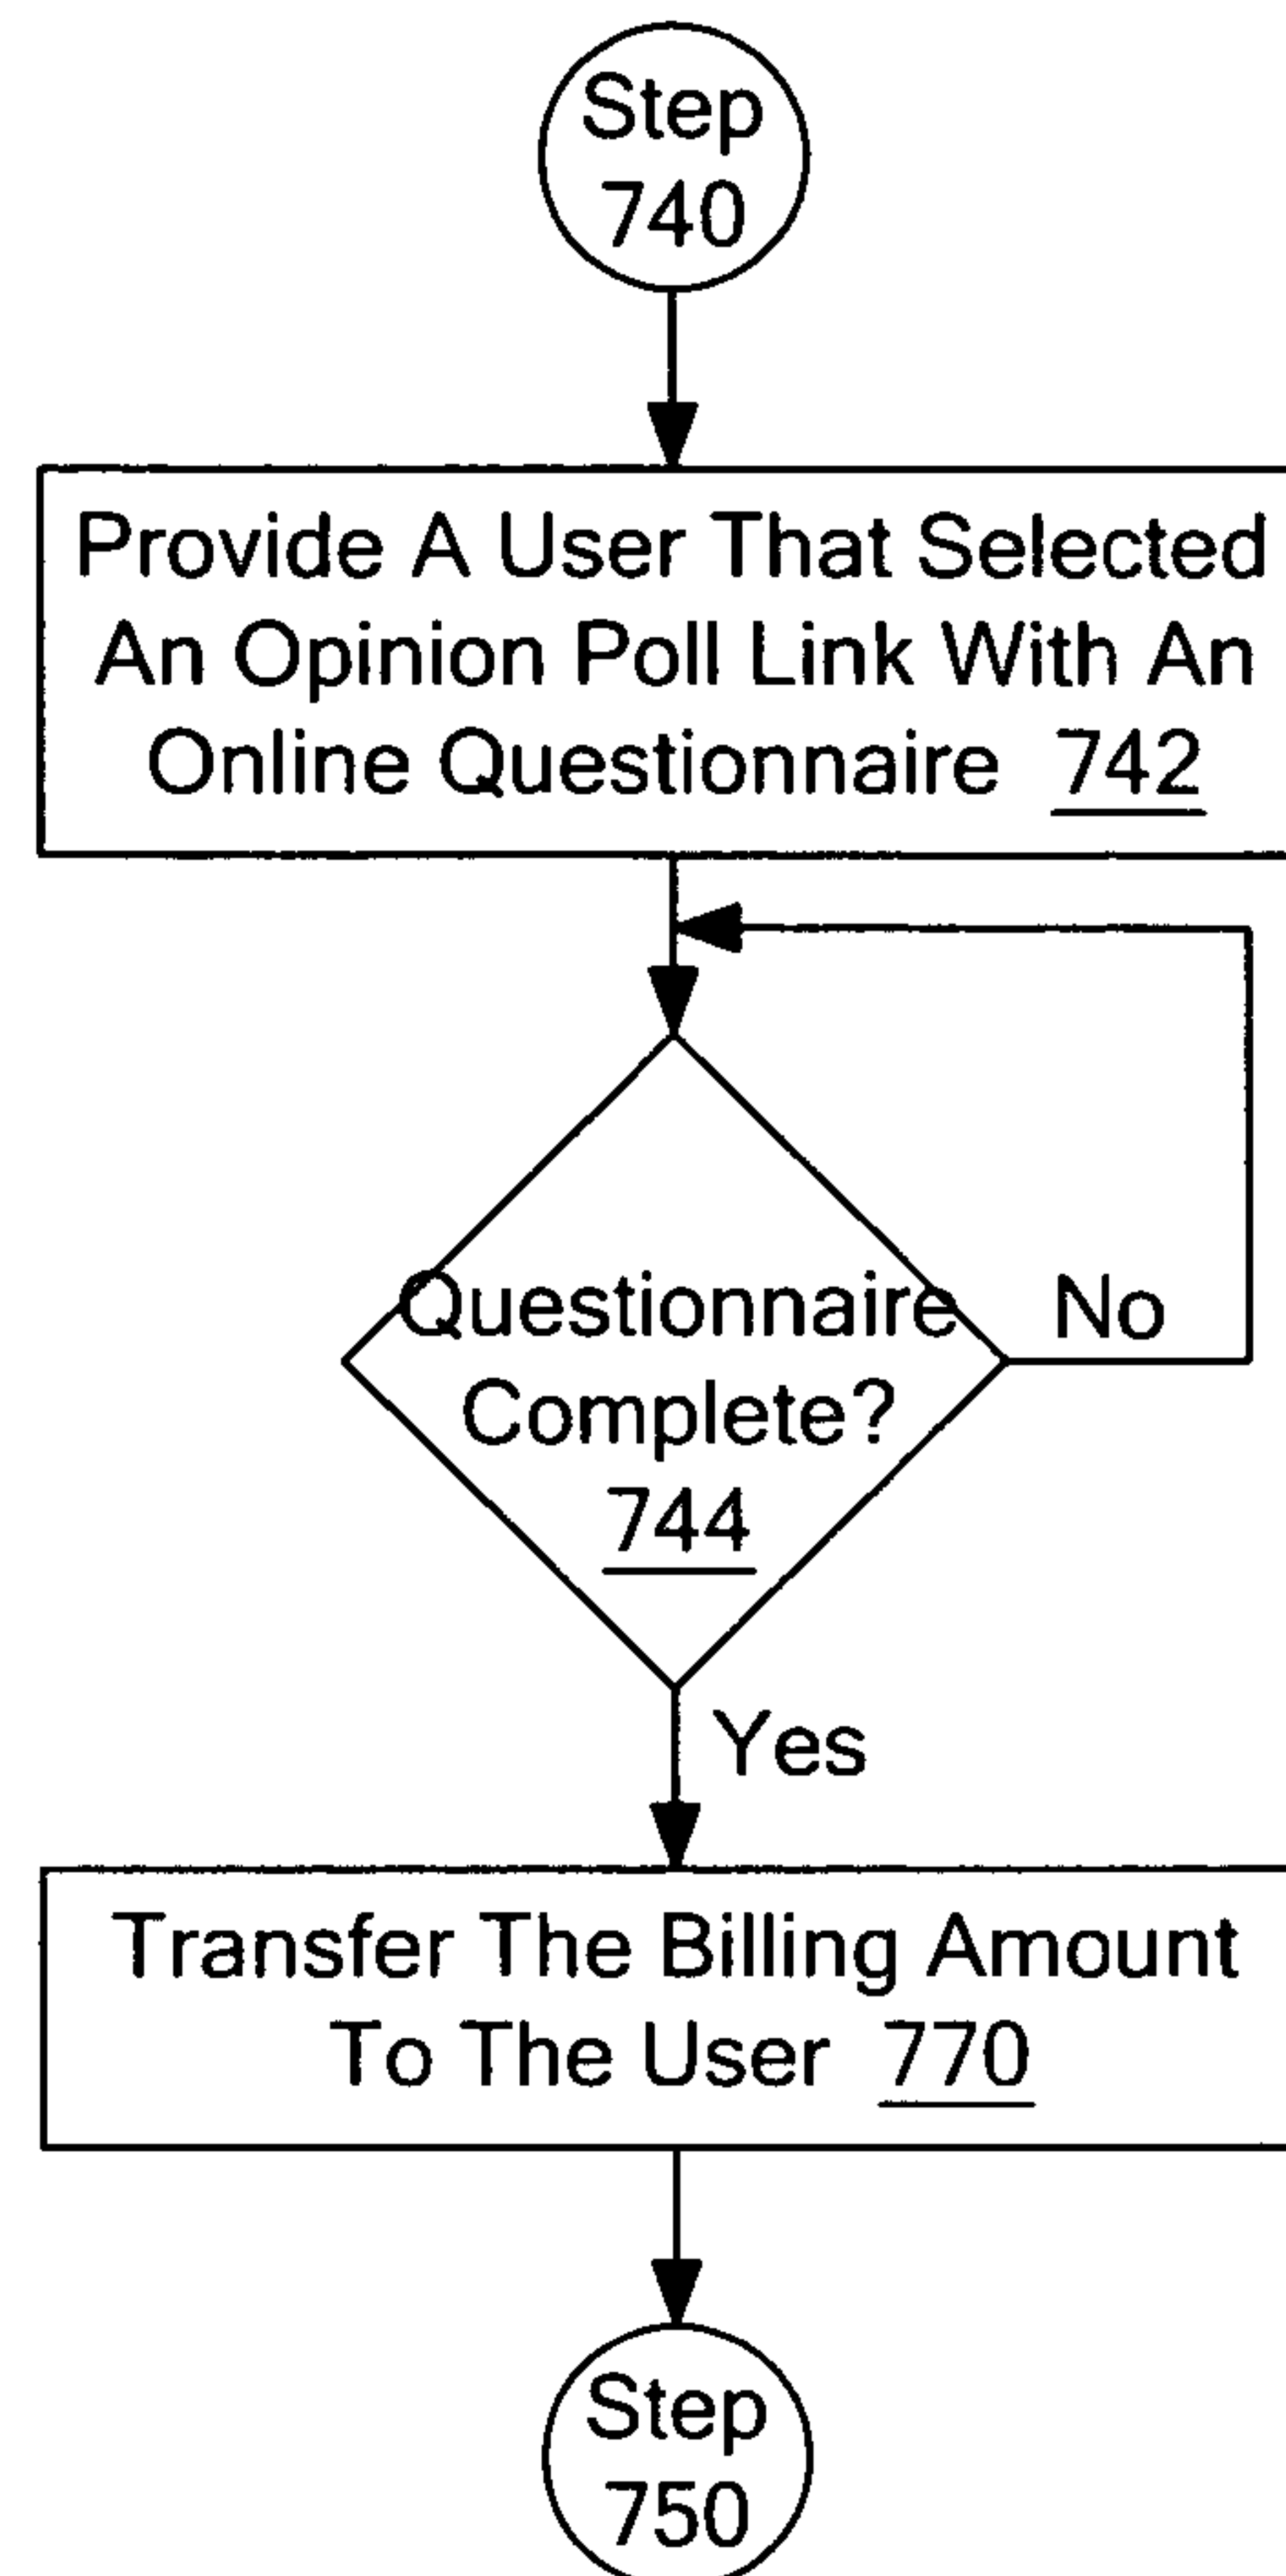 Step
740
Provide A User That Selected
An Opinion Poll Link With An
Online Questionnaire 742
Questionnaire
No
Complete?
744
Yes
Transfer The Billing Amount
To The User 770
Step
750